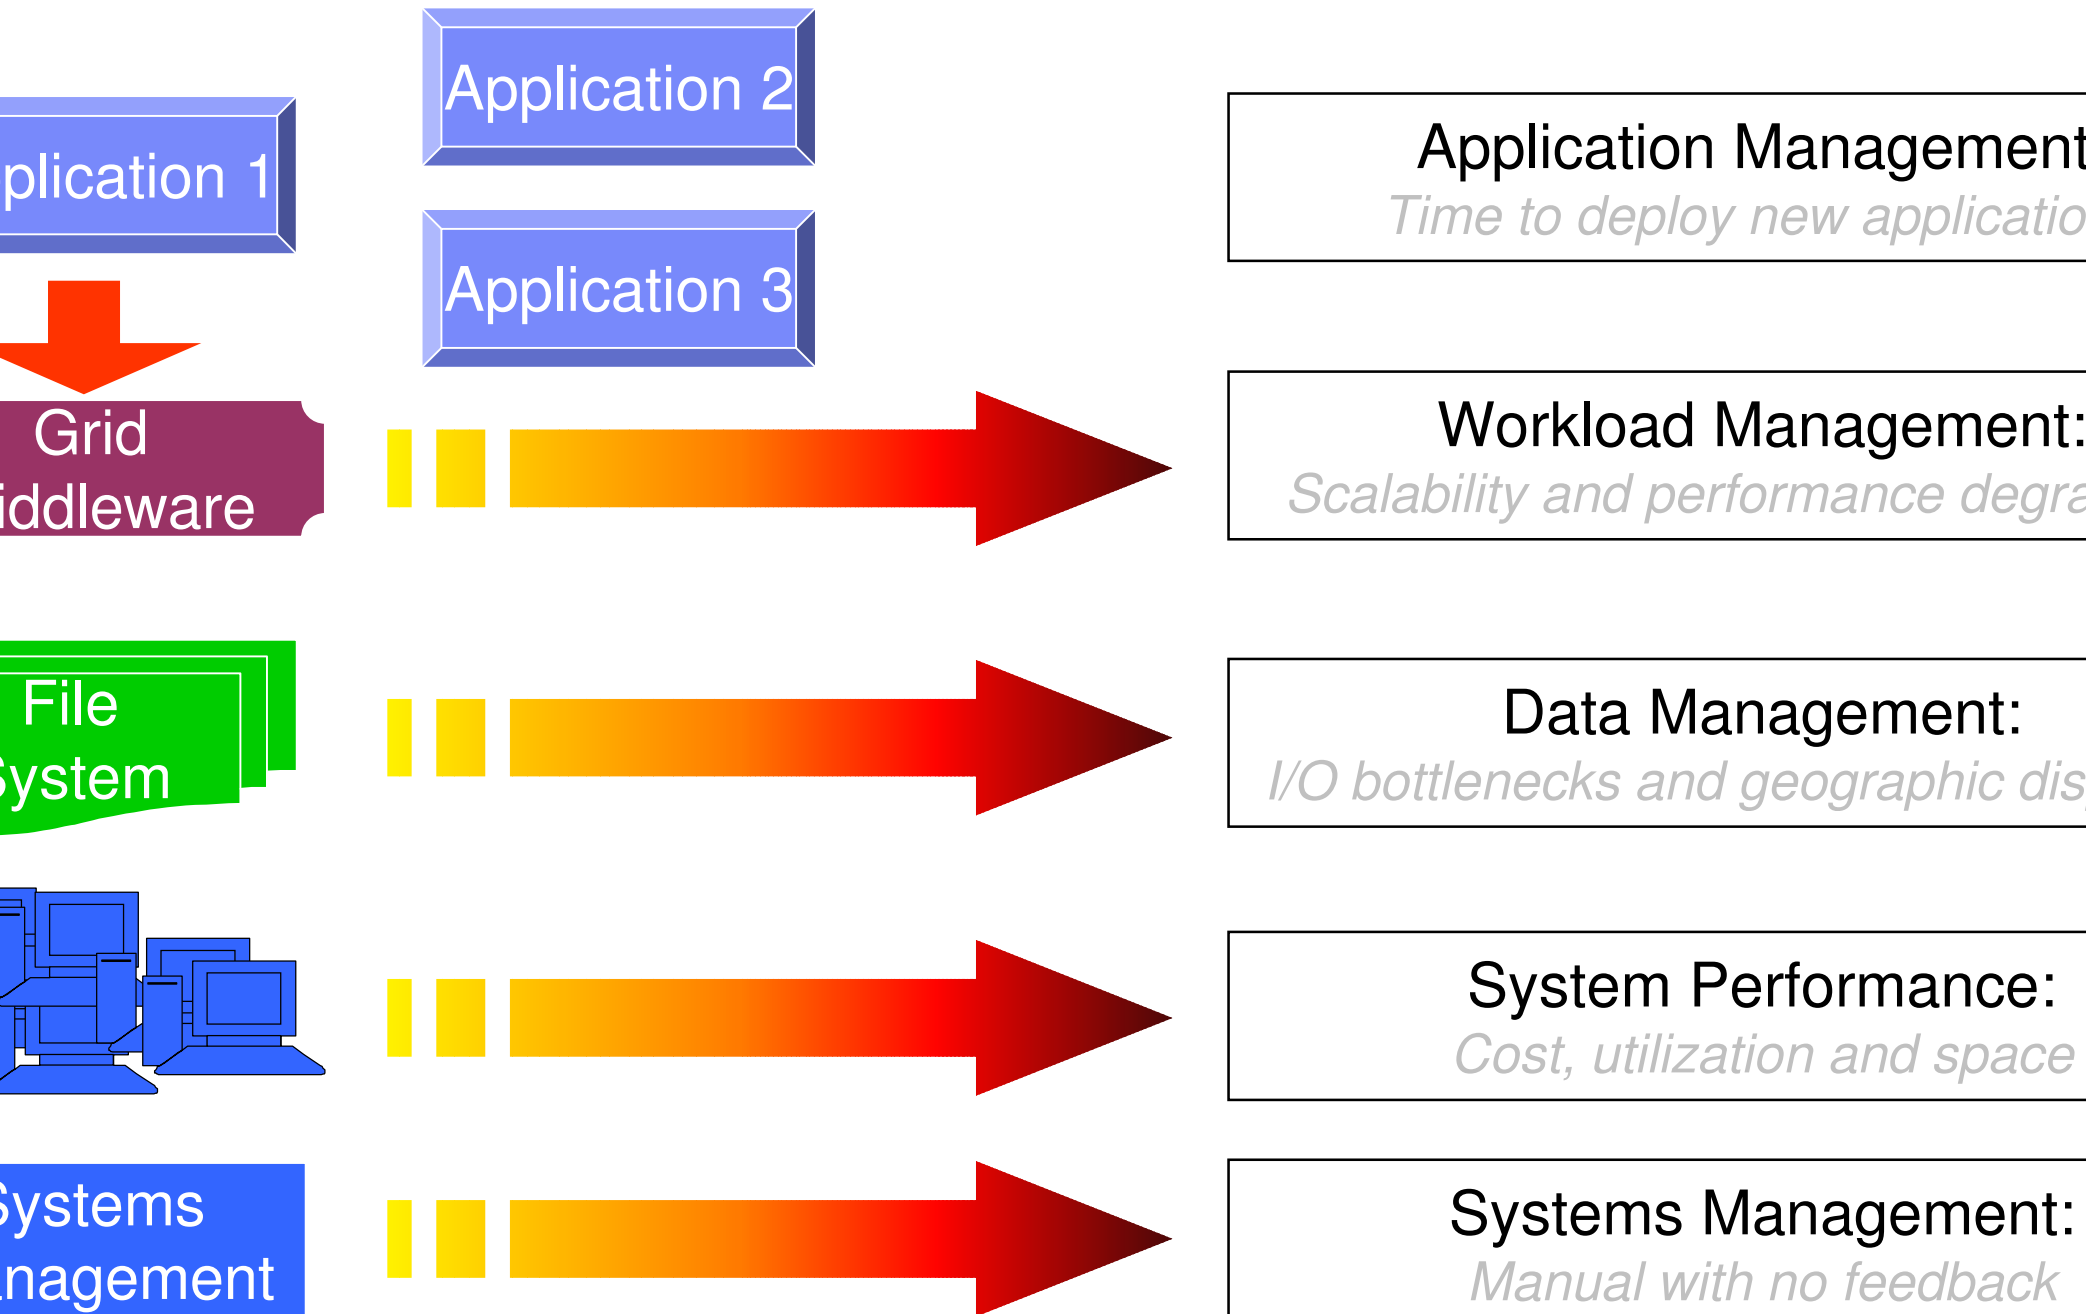 Application 2
plication 1
Application 3
Application Management
Time to deploy new applicatio
Grid
iddleware
Workload Management:
Scalability and performance degra
File
System
Data Management:
I/O bottlenecks and geographic dis
System Performance:
Cost, utilization and space
Systems
nagement
Systems Management:
Manual with no feedback